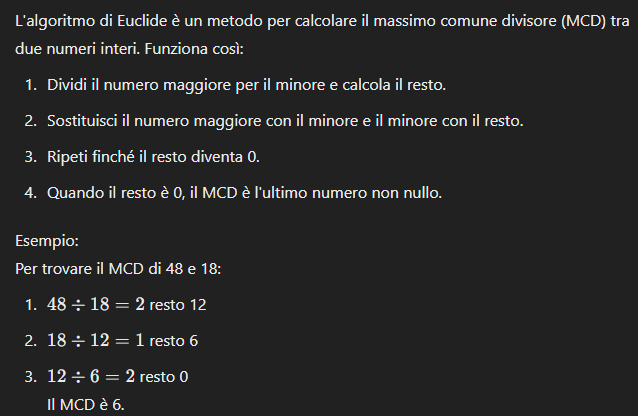 L'algoritmo di Euclide è un metodo per calcolare il massimo comune divisore (MCD) tra
due numeri interi. Funziona così:
1. Dividi il numero maggiore per il minore e calcola il resto.
2. Sostituisci il numero maggiore con il minore e il minore con il resto.
3. Ripeti finché il resto diventa 0.
4. Quando il resto è 0, il MCD è l'ultimo numero non nullo.
Esempio:
Per trovare il MCD di 48 e 18:
1. 48 ÷ 18 = 2 resto 12
2. 18 ÷ 12 = 1 resto 6
3. 12 ÷ 6 = 2 resto 0
Il MCD è 6.